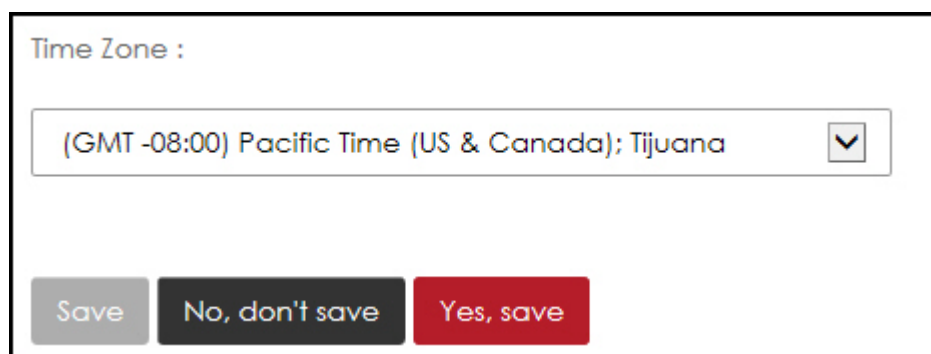 Time Zone :
(GMT -08:00) Pacific Time (US & Canada); Tijuana
Save No, don't save Yes, save